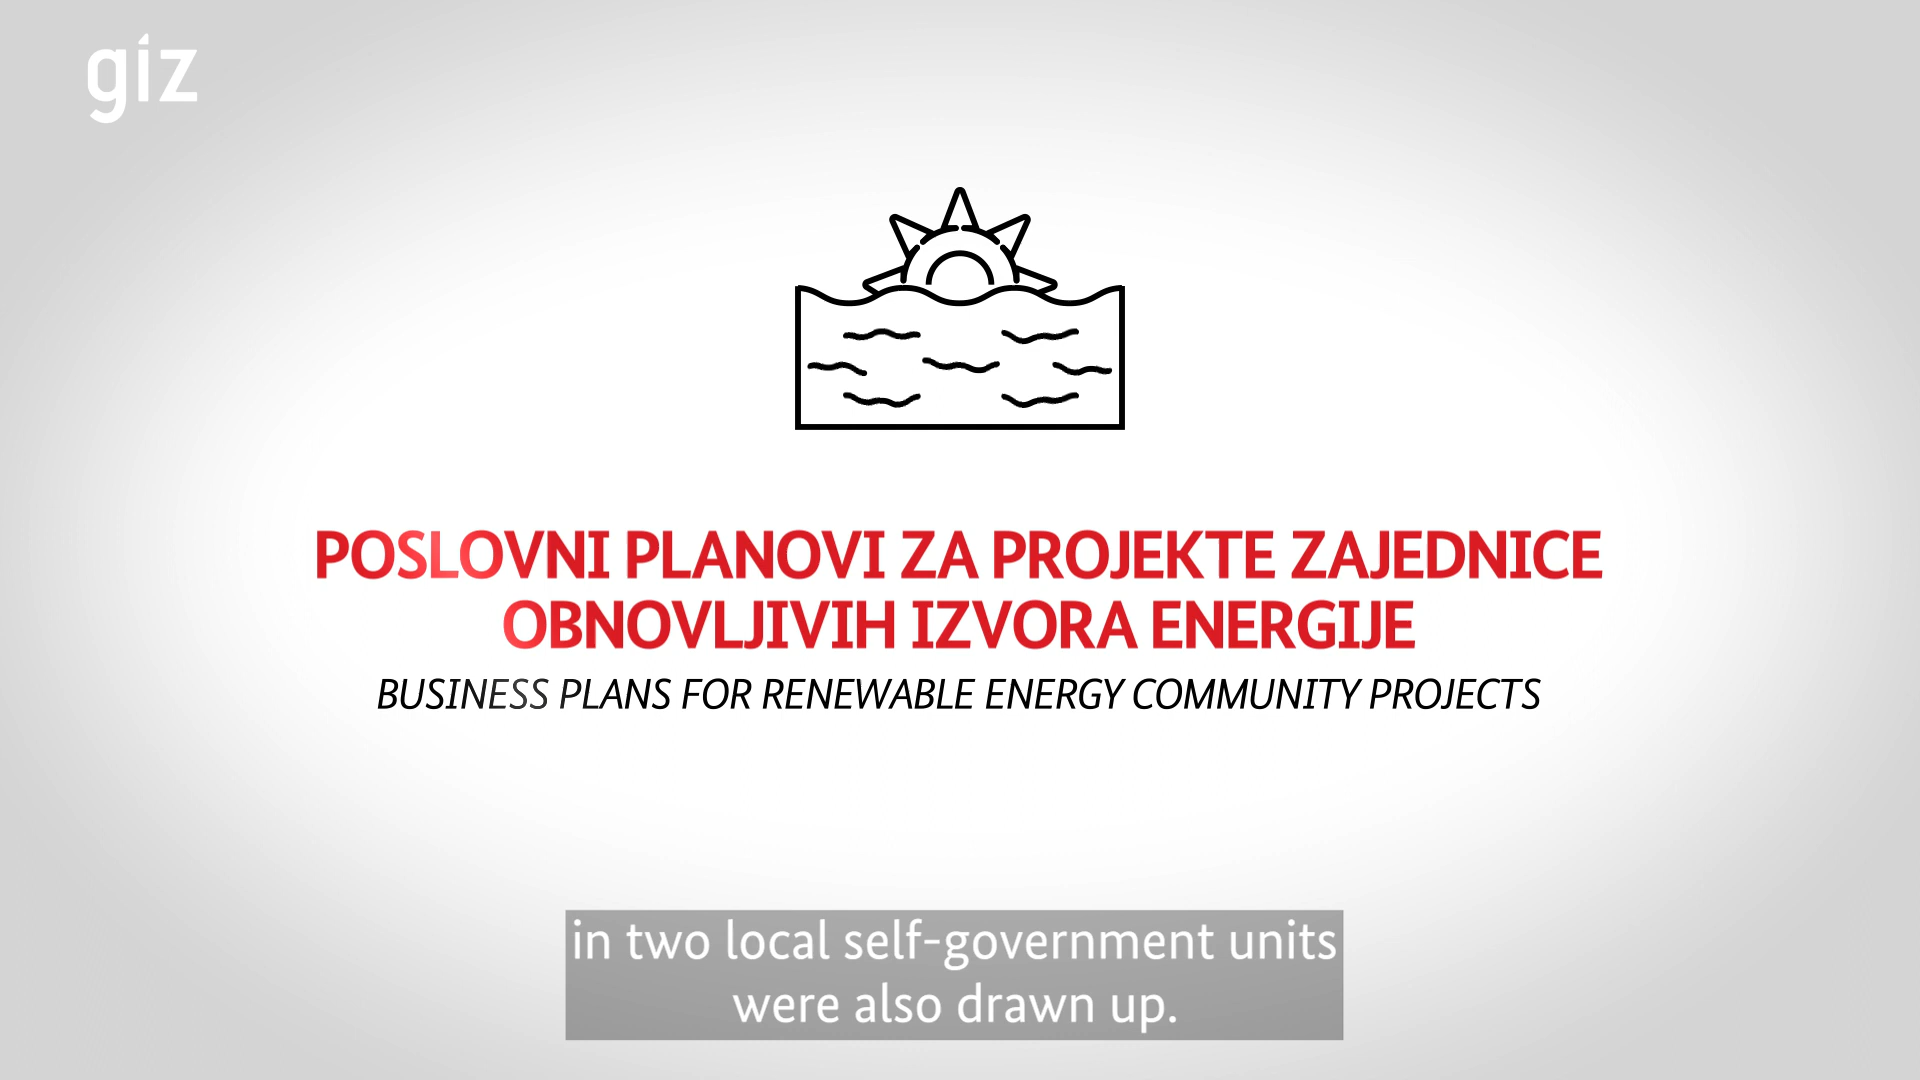 giz
POSLOVNI PLANOVI ZA PROJEKTE ZAJEDNICE
OBNOVLJIVIH IZVORA ENERGIJE
BUSINESS PLANS FOR RENEWABLE ENERGY COMMUNITY PROJECTS
in two local self-government units
were also drawn up.